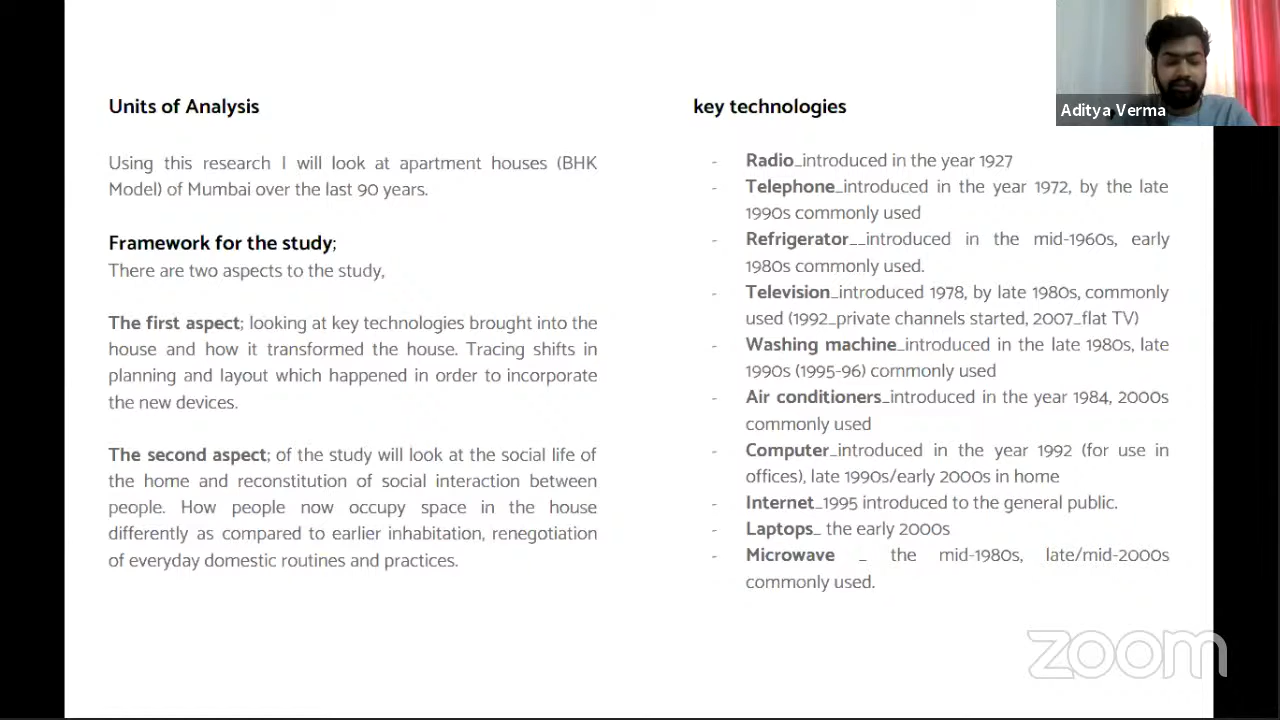 Units of Analysis
Using this research I will look at apartment houses (BHK
Model) of Mumbai over the last 90 years.
Framework for the study;
There are two aspects to the study,
The first aspect; looking at key technologies brought into the
house and how it transformed the house. Tracing shifts in
planning and layout which happened in order to incorporate
the new devices.
The second aspect; of the study will look at the social life of
the home and reconstitution of social interaction between
people. How people now occupy space in the house
differently as compared to earlier inhabitation, renegotiation
of everyday domestic routines and practices.
key technologies
- Radio_introduced in the year 1927
- Telephone_introduced in the year 1972, by the late
1990s commonly used
- Refrigerator__introduced in the mid-1960s, early
1980s commonly used.
- Television_introduced 1978, by late 1980s, commonly
used (1992_private channels started, 2007_flat TV)
- Washing machine_introduced in the late 1980s, late
1990s (1995-96) commonly used
- Air conditioners_introduced in the year 1984, 2000s
commonly used
- Computer_introduced in the year 1992 (for use in
offices), late 1990s/early 2000s in home
- Internet_1995 introduced to the general public.
- Laptops_ the early 2000s
- Microwave _ the mid-1980s, late/mid-2000s
commonly used.
Aditya Verma
zoom